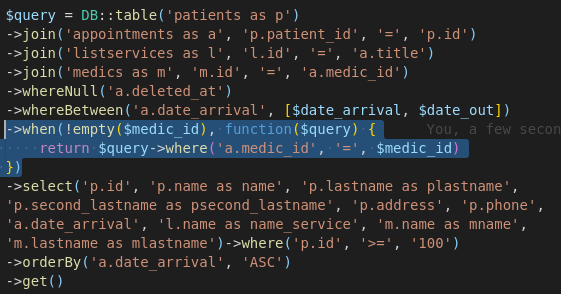 $query = DB::table('patients as p')
->join('appointments as a', 'p.patient_id', '=', 'p.id')
->join('listservices as l', 'l.id', '=', 'a.title')
->join('medics as m', 'm.id', '=', 'a.medic_id')
->whereNull('a.deleted_at')
->whereBetween('a.date_arrival', [$date_arrival, $date_out])
->when(!empty($medic_id), function($query) { You, a few secon
return $query->where('a.medic_id', '=', $medic_id)
})
->select('p.id', 'p.name as name', 'p.lastname as plastname',
'p.second_lastname as psecond_lastname', 'p.address', 'p.phone',
'a.date_arrival', 'l.name as name_service', 'm.name as mname',
'm.lastname as mlastname')->where('p.id', '>=', '100')
->orderBy('a.date_arrival', 'ASC')
->get()